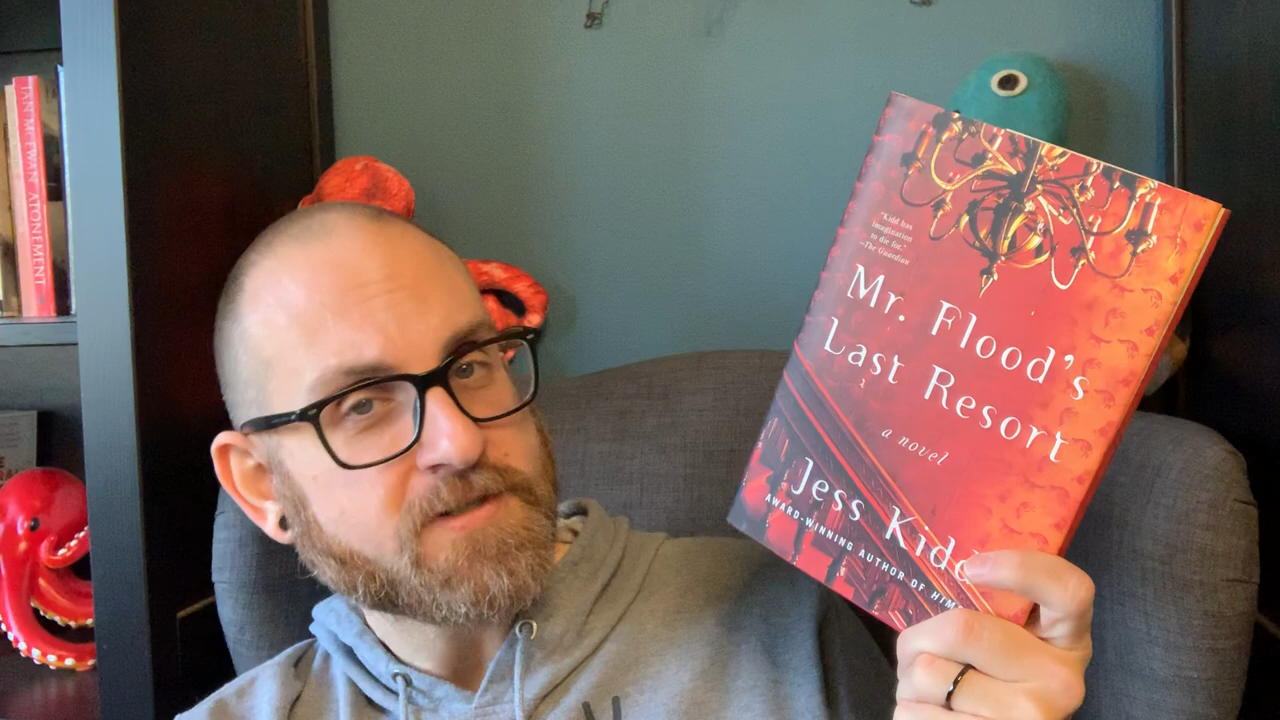 IAN McEWAN ATONEMENT
"Kidd has
imagination
to die for."
—The Guardian
Mr. Flood's
Last Resort
a novel
Jess Kidd
AWARD-WINNING AUTHOR OF HIM